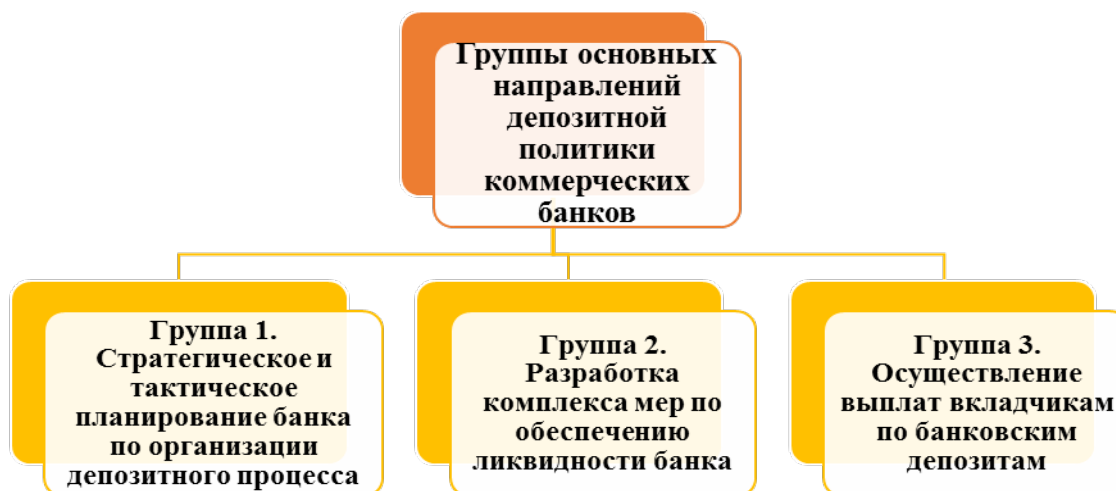 Группы основных
направлений
депозитной
политики
коммерческих
банков
Группа 1.
Стратегическое и
тактическое
планирование банка
по организации
депозитного процесса
Группа 2.
Разработка
комплекса мер по
обеспечению
ликвидности банка
Группа 3.
Осуществление
выплат вкладчикам
по банковским
депозитам